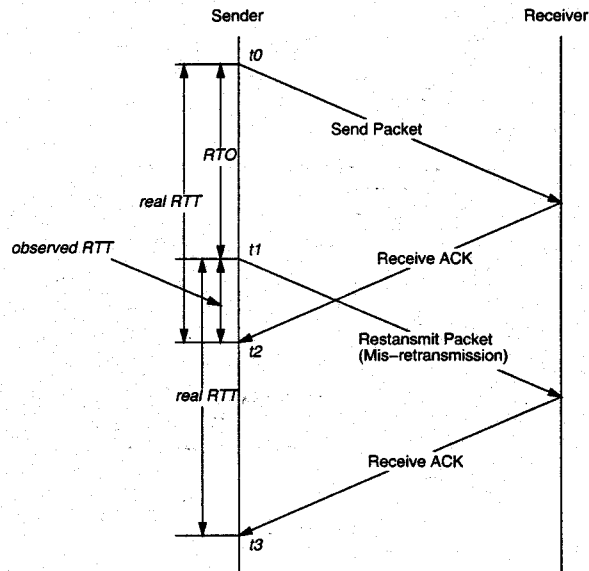 Sender
Receiver
t0
Send Packet
RTO
real RTT
observed RTT
t1
Receive ACK
Restansmit Packet
(Mis-retransmission)
t2
real RTT
Receive ACK
t3